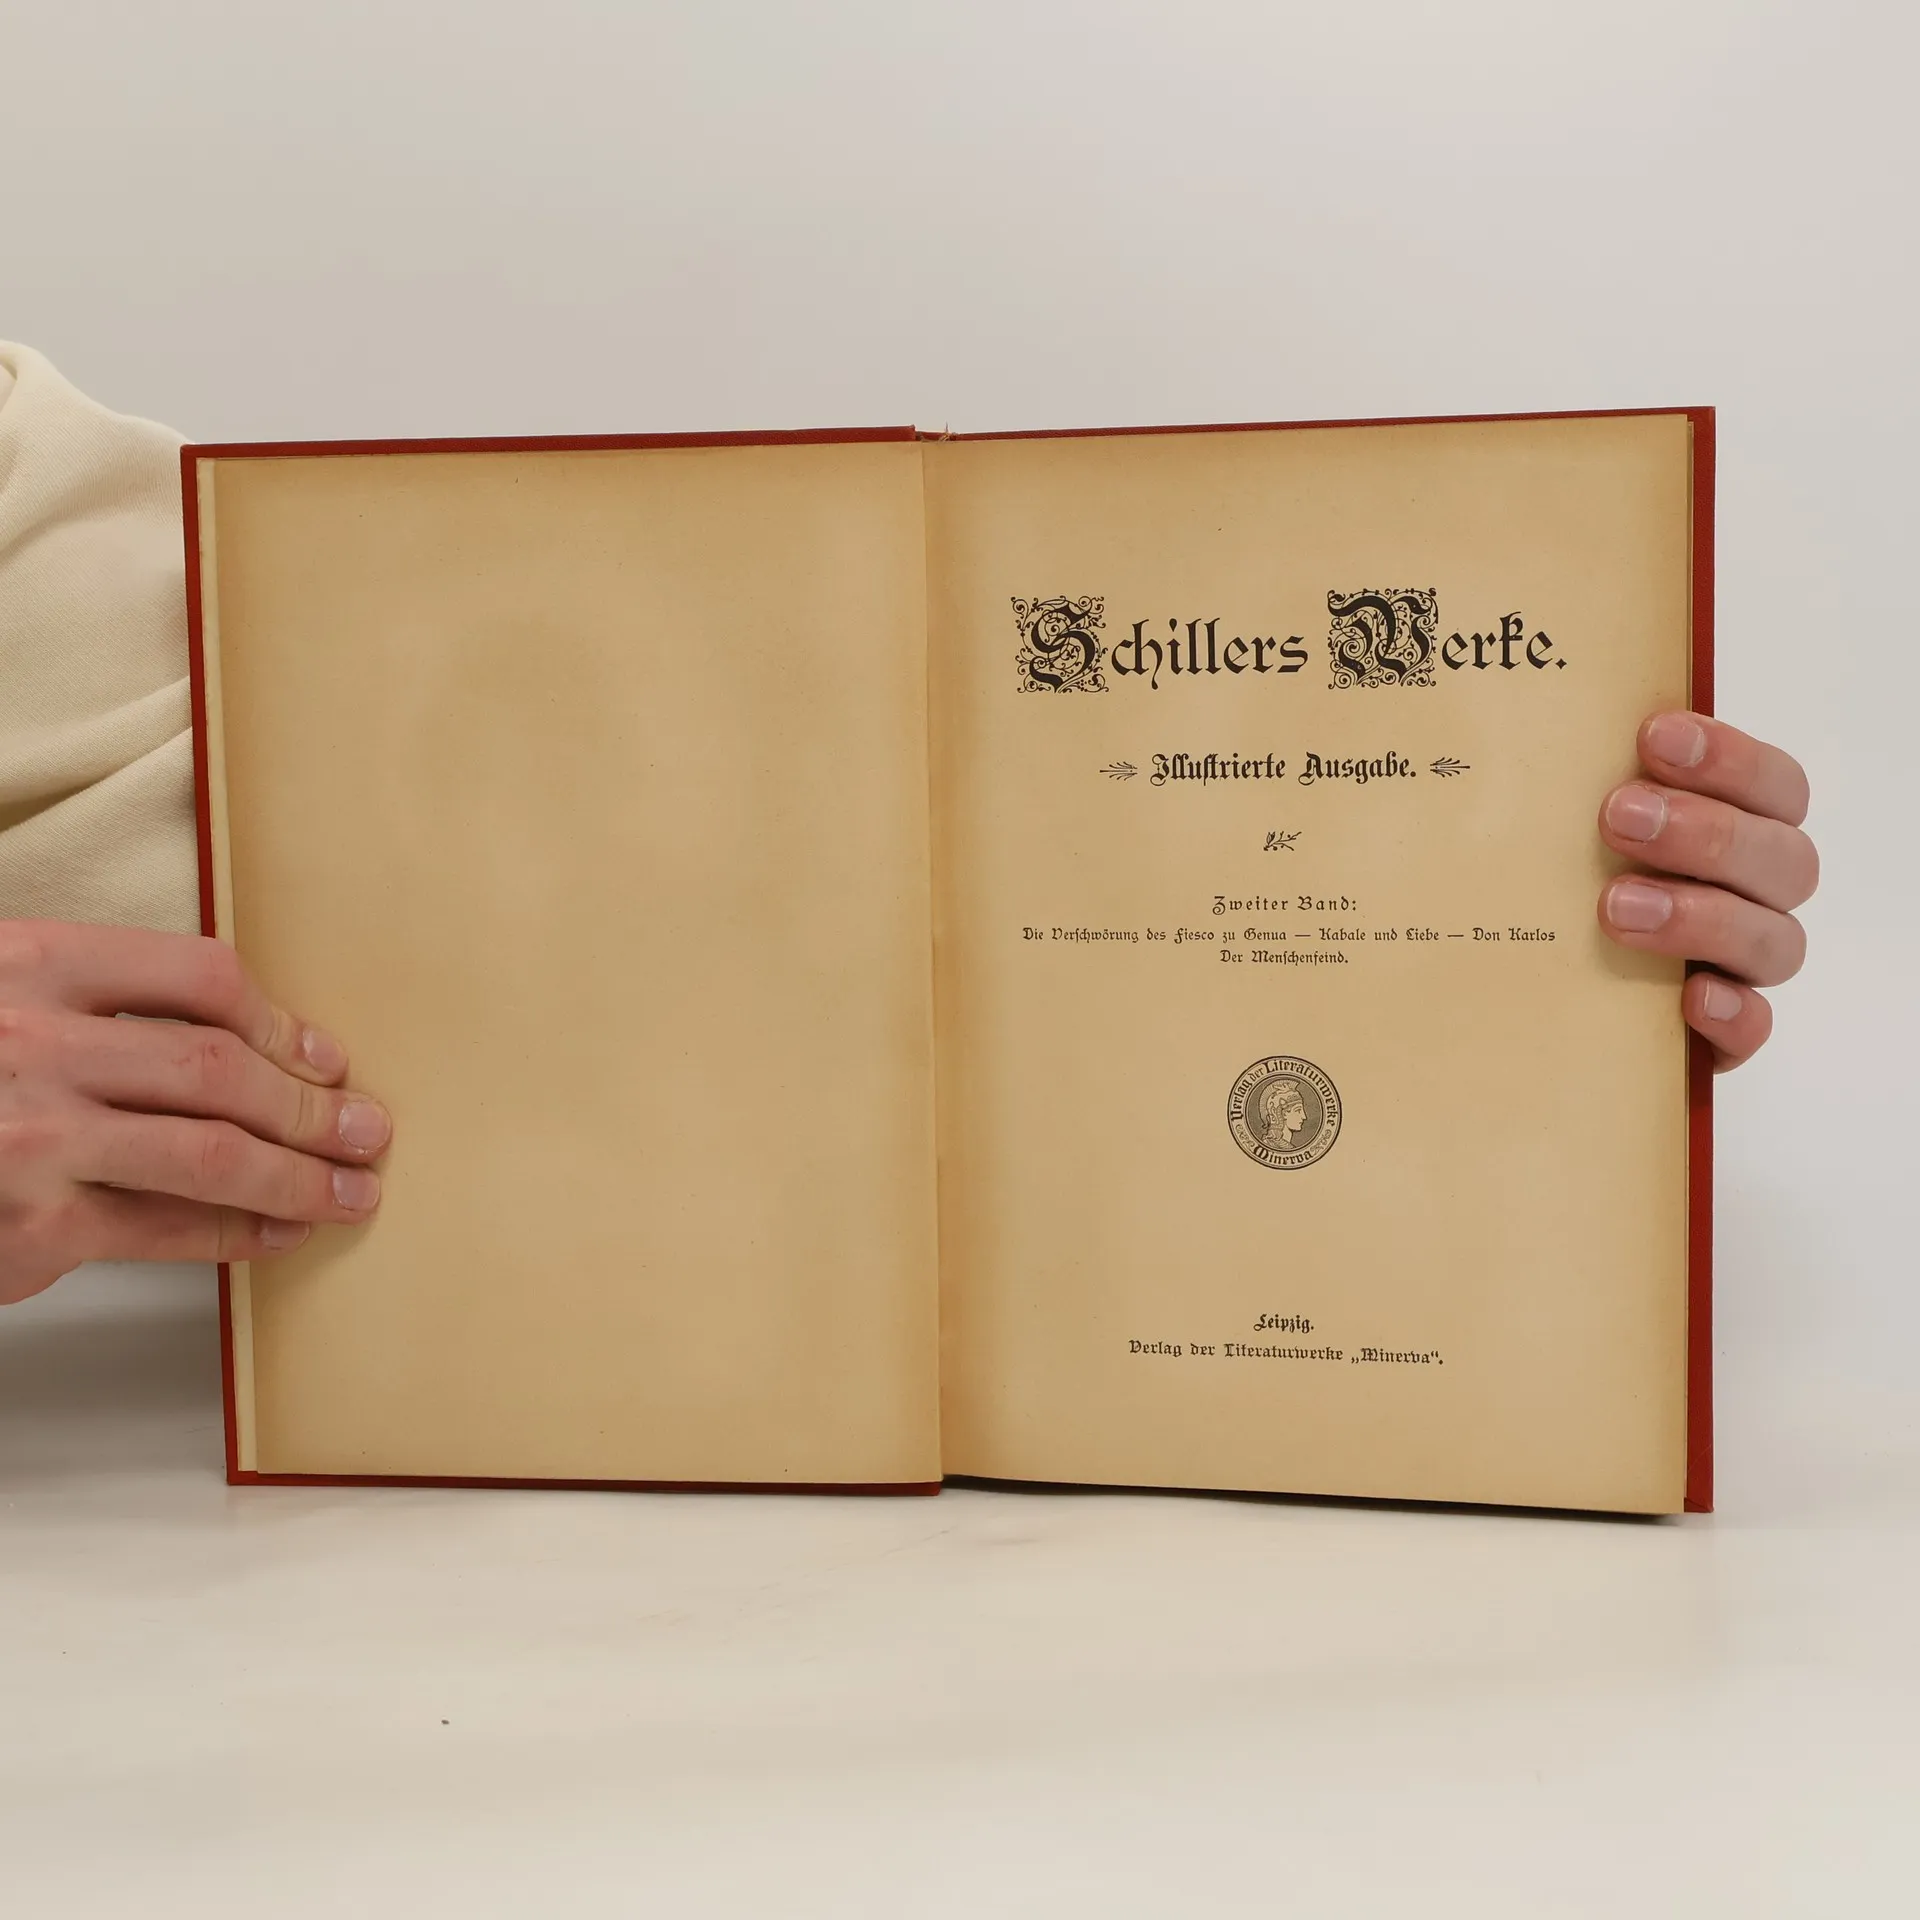 Schillers Werke.
Illustrierte Ausgabe.
Zweiter Band:
Die Verschwörung des Fiesco zu Genua — Kabale und Liebe — Don Karlos
Der Menschenfeind.
Verlag der Literaturwerke
Minerva
Leipzig.
Verlag der Literaturwerke „Minerva“.